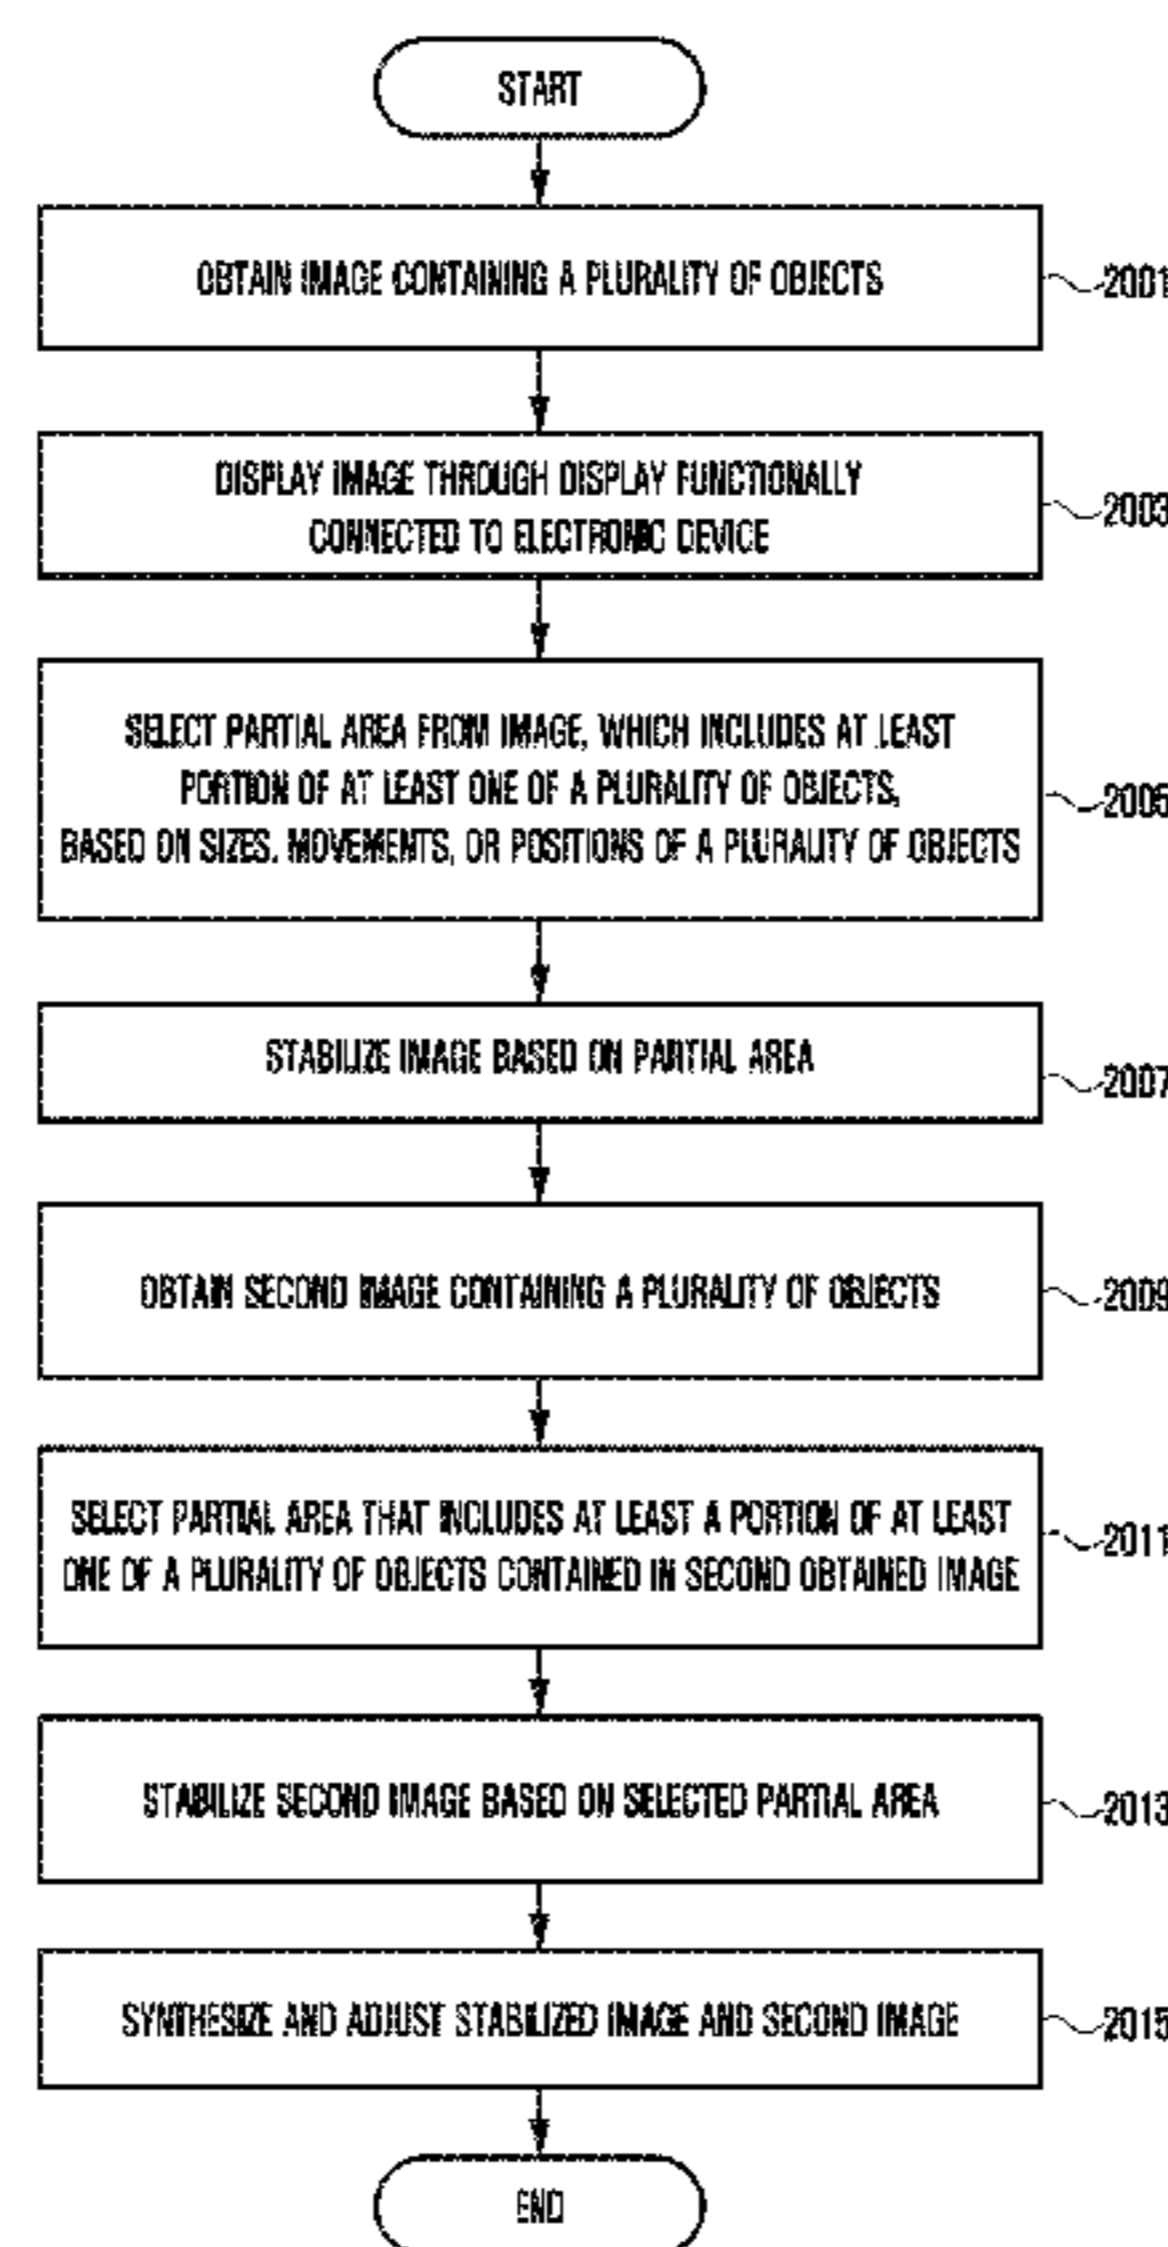 START
OBTAIN IMAGE CONTAINING A PLURALITY OF OBJECTS
2001
DISPLAY IMAGE THROUGH DISPLAY FUNCTIONALLY
CONNECTED TO ELECTRONIC DEVICE
2003
SELECT PARTIAL AREA FROM IMAGE, WHICH INCLUDES AT LEAST
PORTION OF AT LEAST ONE OF A PLURALITY OF OBJECTS,
BASED ON SIZES, MOVEMENTS, OR POSITIONS OF A PLURALITY OF OBJECTS
2005
STABILIZE IMAGE BASED ON PARTIAL AREA
2007
OBTAIN SECOND IMAGE CONTAINING A PLURALITY OF OBJECTS
2009
SELECT PARTIAL AREA THAT INCLUDES AT LEAST A PORTION OF AT LEAST
ONE OF A PLURALITY OF OBJECTS CONTAINED IN SECOND OBTAINED IMAGE
2011
STABILIZE SECOND IMAGE BASED ON SELECTED PARTIAL AREA
2013
SYNTHESIZE AND ADJUST STABILIZED IMAGE AND SECOND IMAGE
2015
END